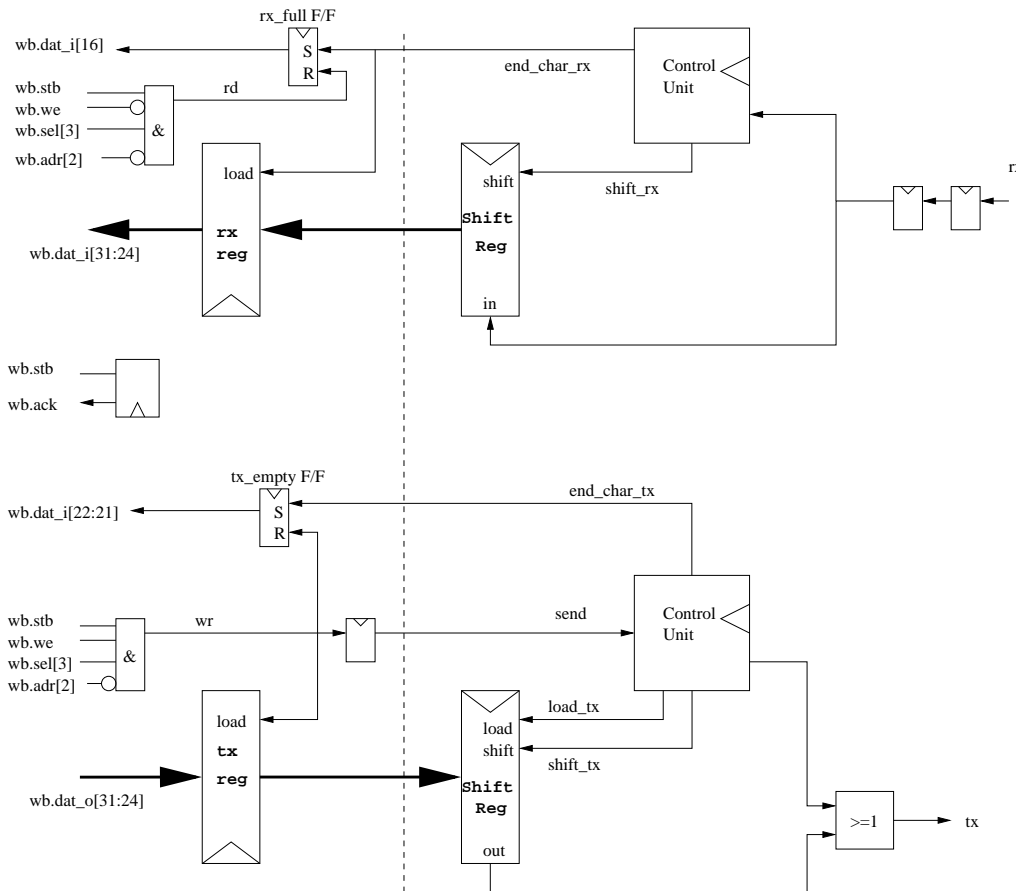 rx_full F/F
wb.dat_i[16]
S
R
end_char_rx
Control
Unit
wb.stb
wb.we
wb.sel[3]
wb.adr[2]
&
rd
load
shift
shift_rx
rx
reg
Shift
Reg
wb.dat_i[31:24]
in
wb.stb
wb.ack
tx_empty F/F
wb.dat_i[22:21]
S
R
end_char_tx
Control
Unit
wb.stb
wb.we
wb.sel[3]
wb.adr[2]
&
wr
send
load
tx
reg
load
shift
load_tx
shift_tx
Shift
Reg
wb.dat_o[31:24]
out
>=1
tx